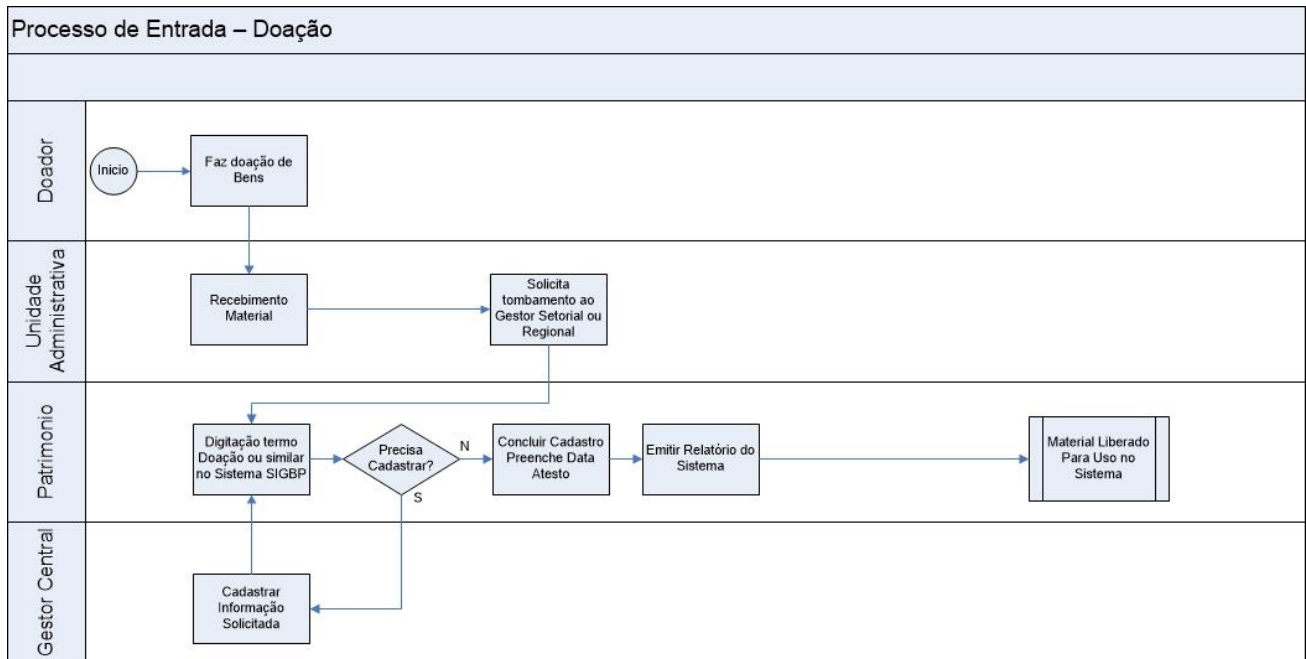 Processo de Entrada – Doação
Doador
Inicio
Faz doação de
Bens
Unidade
Administrativa
Recebimento
Material
Solicita
tombamento ao
Gestor Setorial ou
Regional
Patrimonio
Digitação termo
Doação ou similar
no Sistema SIGBP
Precisa
Cadastrar?
N
S
Concluir Cadastro
Preenche Data
Atesto
Emitir Relatório do
Sistema
Material Liberado
Para Uso no
Sistema
Gestor Central
Cadastrar
Informação
Solicitada